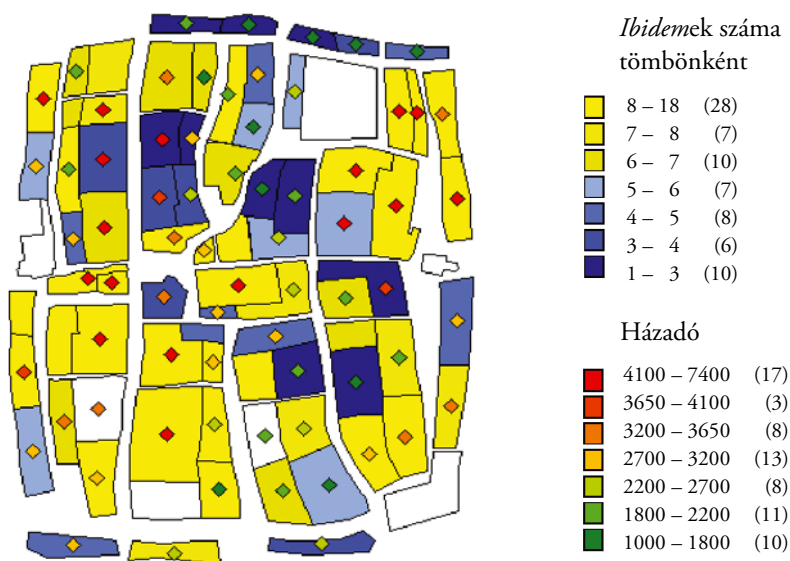 Ibidemek száma
tömbönként
8 – 18 (28)
7 – 8 (7)
6 – 7 (10)
5 – 6 (7)
4 – 5 (8)
3 – 4 (6)
1 – 3 (10)
Házadó
4100 – 7400 (17)
3650 – 4100 (3)
3200 – 3650 (8)
2700 – 3200 (13)
2200 – 2700 (8)
1800 – 2200 (11)
1000 – 1800 (10)